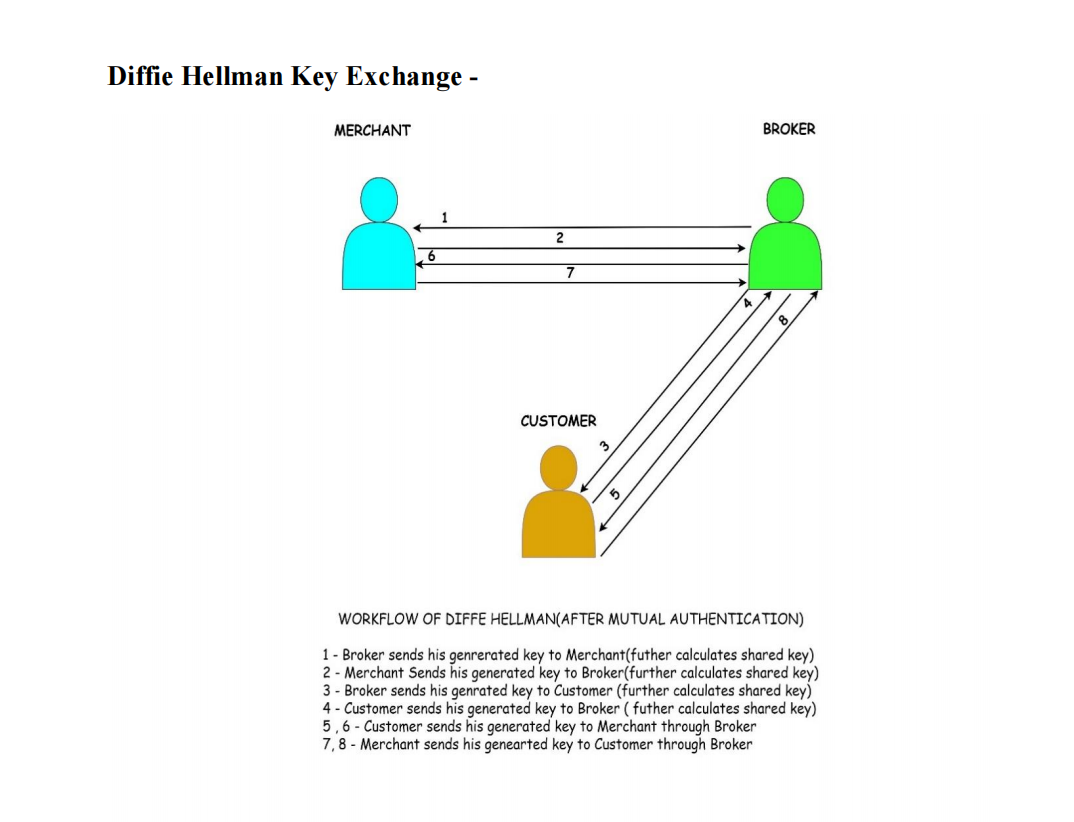 Diffie Hellman Key Exchange -
MERCHANT
BROKER
1
2
6
7
4
8
CUSTOMER
3
5
WORKFLOW OF DIFFE HELLMAN(AFTER MUTUAL AUTHENTICATION)
1 - Broker sends his genrerated key to Merchant(futher calculates shared key)
2 - Merchant Sends his generated key to Broker(further calculates shared key)
3 - Broker sends his genrated key to Customer (further calculates shared key)
4 - Customer sends his generated key to Broker ( futher calculates shared key)
5 , 6 - Customer sends his generated key to Merchant through Broker
7, 8 - Merchant sends his genearted key to Customer through Broker